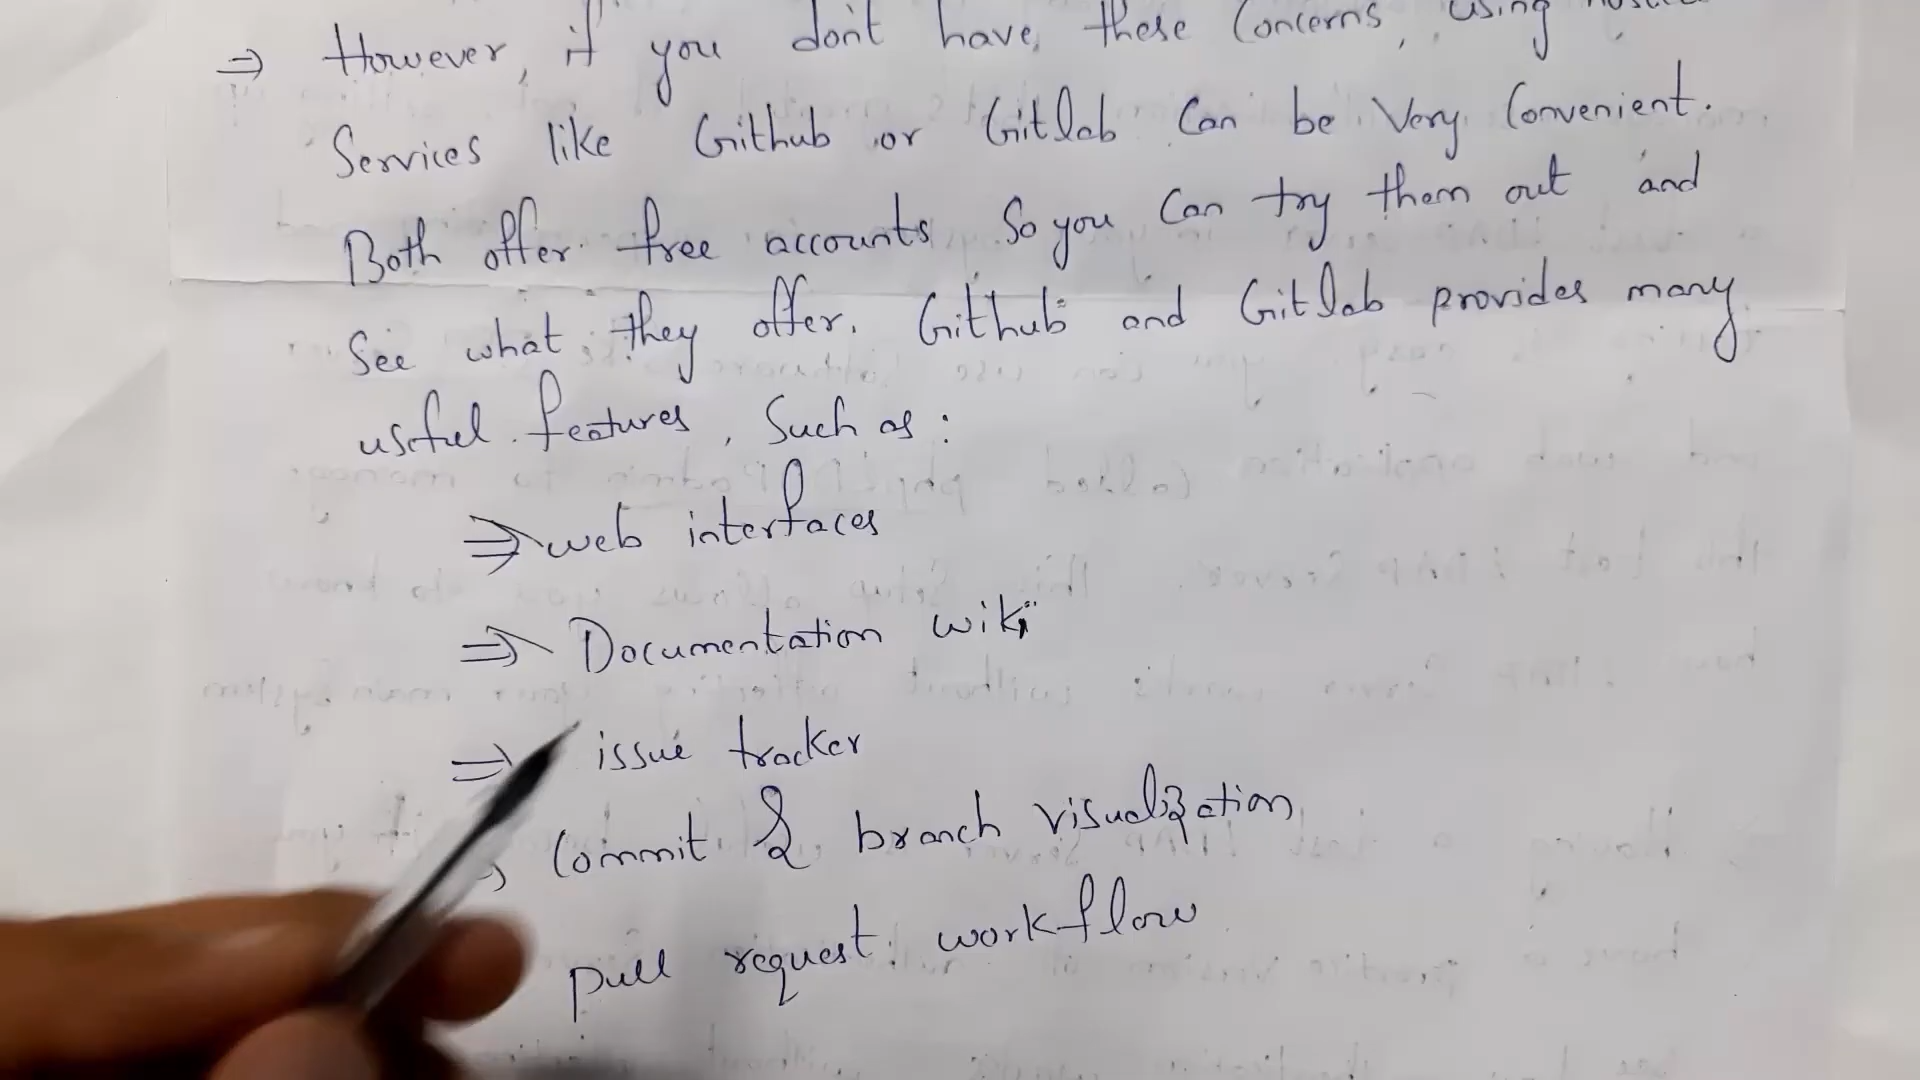 ⇒ However, if you don't have, these Concerns, using
Services like Github or Gitlab Can be Very Convenient.
Both offer free accounts So you Can try them out and
See what they offer. Github and Gitlab provides many
useful features, Such as:
⇒ web interfaces
⇒ Documentation wiki
⇒ issue tracker
Commit & branch visualization
pull request workflow